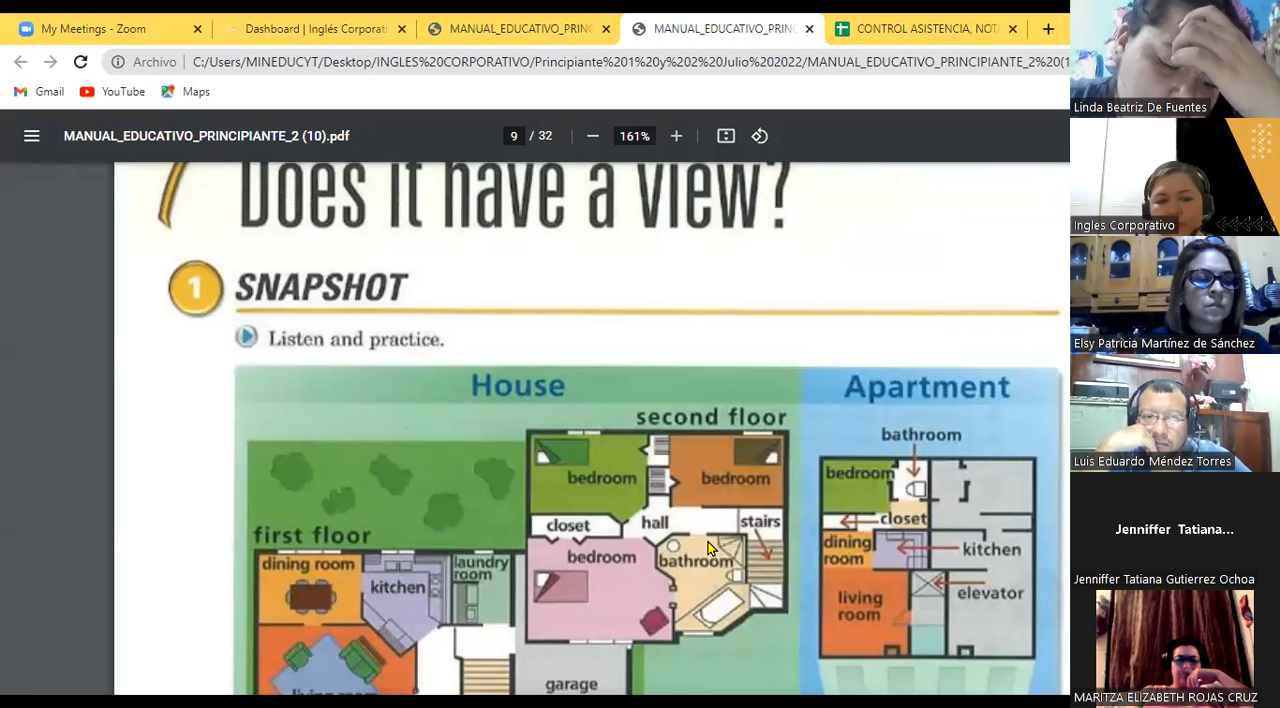 My Meetings - Zoom
Dashboard | Inglés Corporati
MANUAL_EDUCATIVO_PRINC
MANUAL_EDUCATIVO_PRINC
CONTROL ASISTENCIA, NOT
Archivo
C:/Users/MINEDUCYT/Desktop/INGLES%20CORPORATIVO/Principiante%201%20y%202%20Julio%202022/MANUAL_EDUCATIVO_PRINCIPIANTE_2%20(1
Gmail
YouTube
Maps
MANUAL_EDUCATIVO_PRINCIPIANTE_2 (10).pdf
9 / 32
161%
7 Does it have a view?
1 SNAPSHOT
Listen and practice.
House
second floor
bedroom
bedroom
closet
hall
stairs
bedroom
bathroom
first floor
dining room
kitchen
laundry
room
living room
garage
Apartment
bathroom
bedroom
closet
dining
room
kitchen
elevator
living
room
Linda Beatriz De Fuentes
Ingles Corporativo
Elsy Patricia Martínez de Sánchez
Luis Eduardo Méndez Torres
Jenniffer Tatiana...
Jenniffer Tatiana Gutierrez Ochoa
MARITZA ELIZABETH ROJAS CRUZ